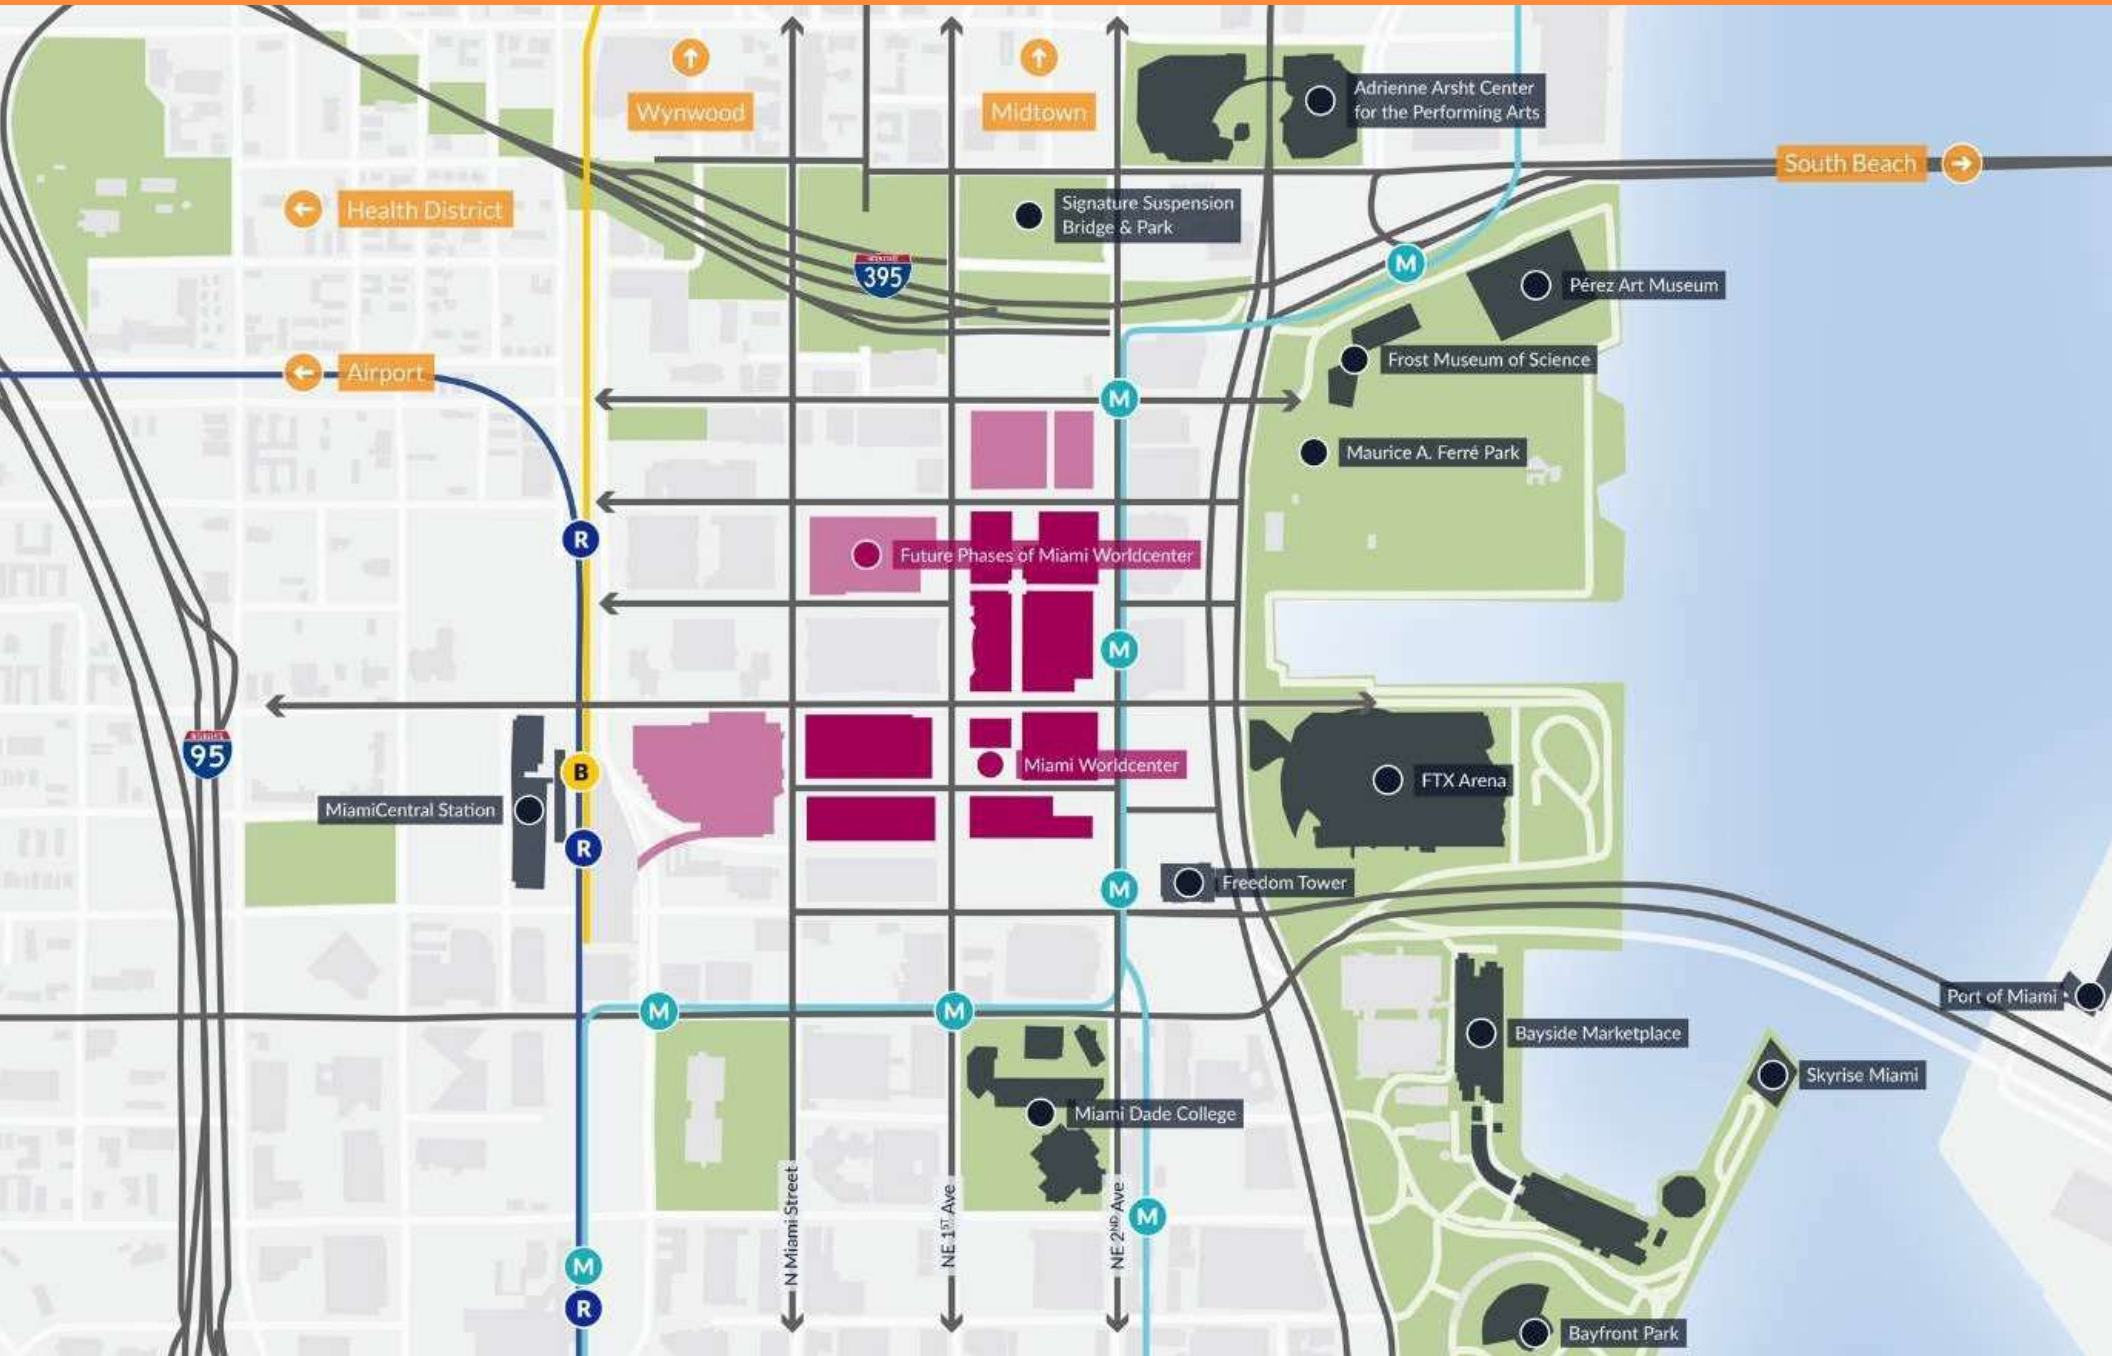 Wynwood
Midtown
Adrienne Arsht Center
for the Performing Arts
South Beach
Health District
Signature Suspension
Bridge & Park
INTERSTATE
395
M
Pérez Art Museum
Frost Museum of Science
Airport
M
Maurice A. Ferré Park
R
Future Phases of Miami Worldcenter
M
INTERSTATE
95
B
Miami Worldcenter
FTX Arena
MiamiCentral Station
R
M
Freedom Tower
Port of Miami
M
M
Bayside Marketplace
Skyrise Miami
Miami Dade College
N Miami Street
NE 1ST Ave
NE 2ND Ave
M
M
R
Bayfront Park